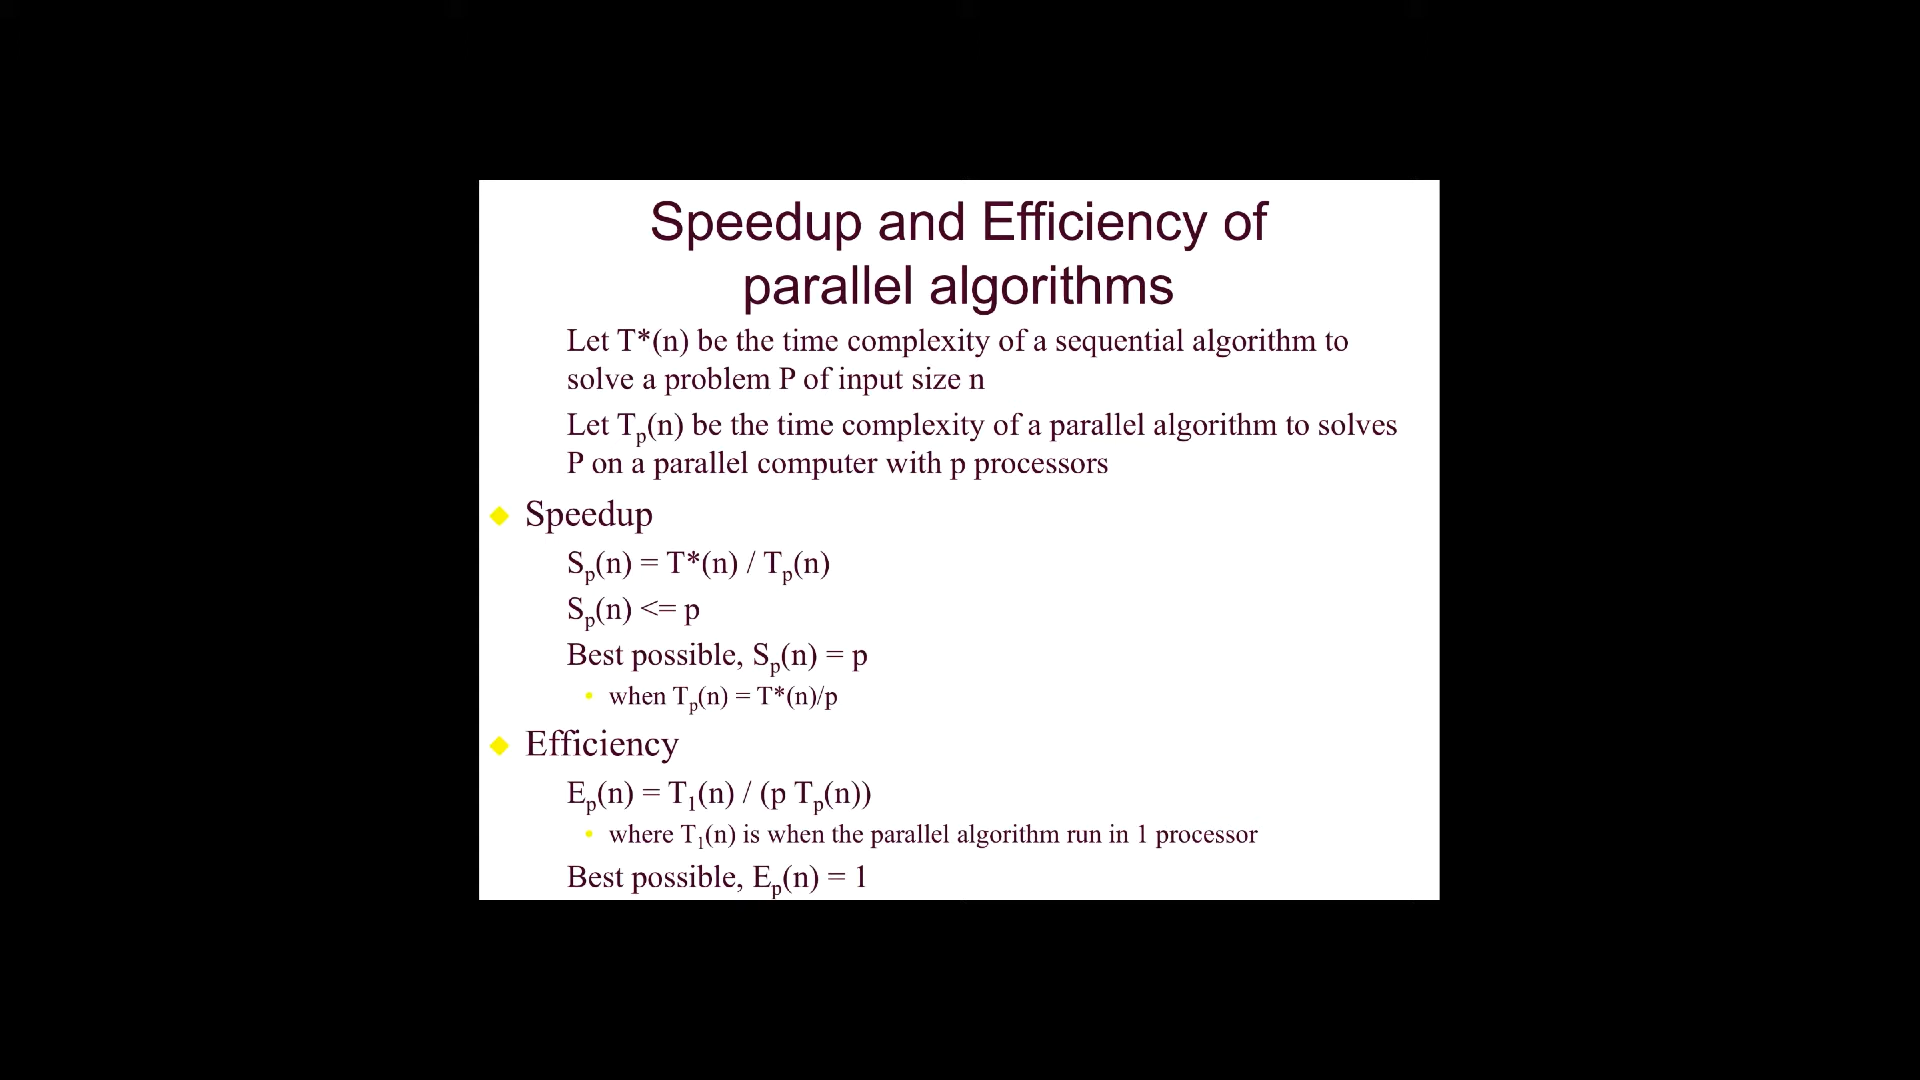 Speedup and Efficiency of
parallel algorithms
Let T*(n) be the time complexity of a sequential algorithm to
solve a problem P of input size n
Let Tₚ(n) be the time complexity of a parallel algorithm to solves
P on a parallel computer with p processors
Speedup
Sₚ(n) = T*(n) / Tₚ(n)
Sₚ(n) <= p
Best possible, Sₚ(n) = p
• when Tₚ(n) = T*(n)/p
Efficiency
Eₚ(n) = T₁(n) / (p Tₚ(n))
• where T₁(n) is when the parallel algorithm run in 1 processor
Best possible, Eₚ(n) = 1